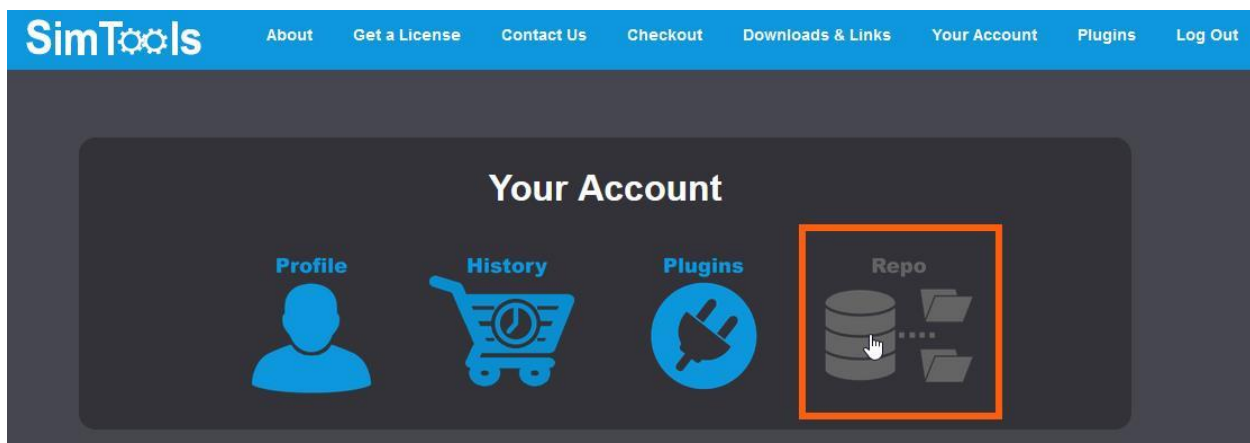 SimTools About Get a License Contact Us Checkout Downloads & Links Your Account Plugins Log Out
Your Account
Profile History Plugins Repo